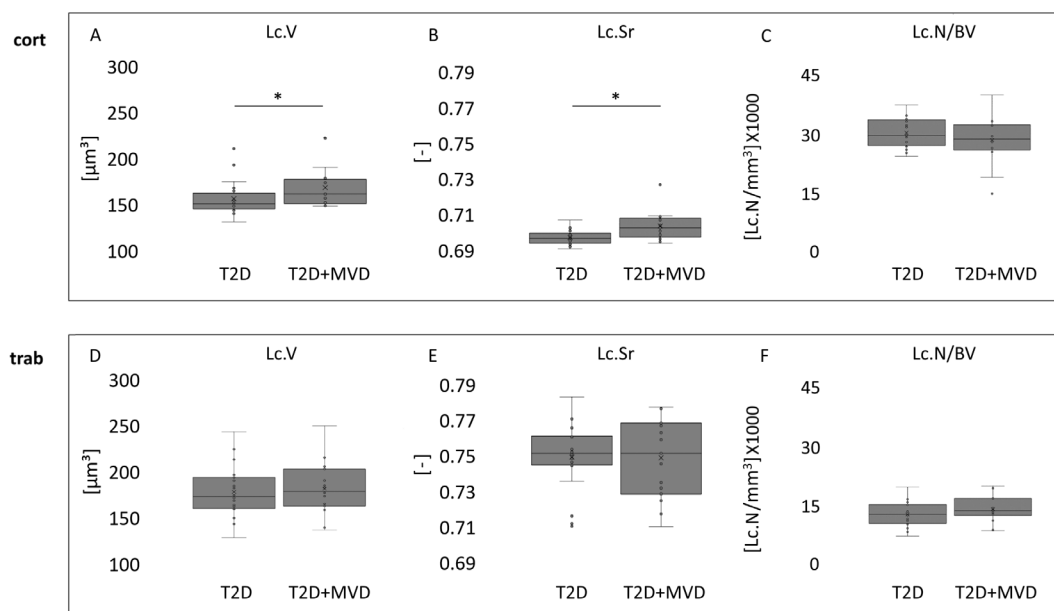 cort
A
Lc.V
B
Lc.Sr
C
Lc.N/BV
300
250
200
150
100
[µm³]
*
T2D
T2D+MVD
0.79
0.77
0.75
0.73
0.71
0.69
[-]
*
T2D
T2D+MVD
45
30
15
0
[Lc.N/mm³]X1000
T2D
T2D+MVD
trab
D
Lc.V
E
Lc.Sr
F
Lc.N/BV
300
250
200
150
100
[µm³]
T2D
T2D+MVD
0.79
0.77
0.75
0.73
0.71
0.69
[-]
T2D
T2D+MVD
45
30
15
0
[Lc.N/mm³]X1000
T2D
T2D+MVD